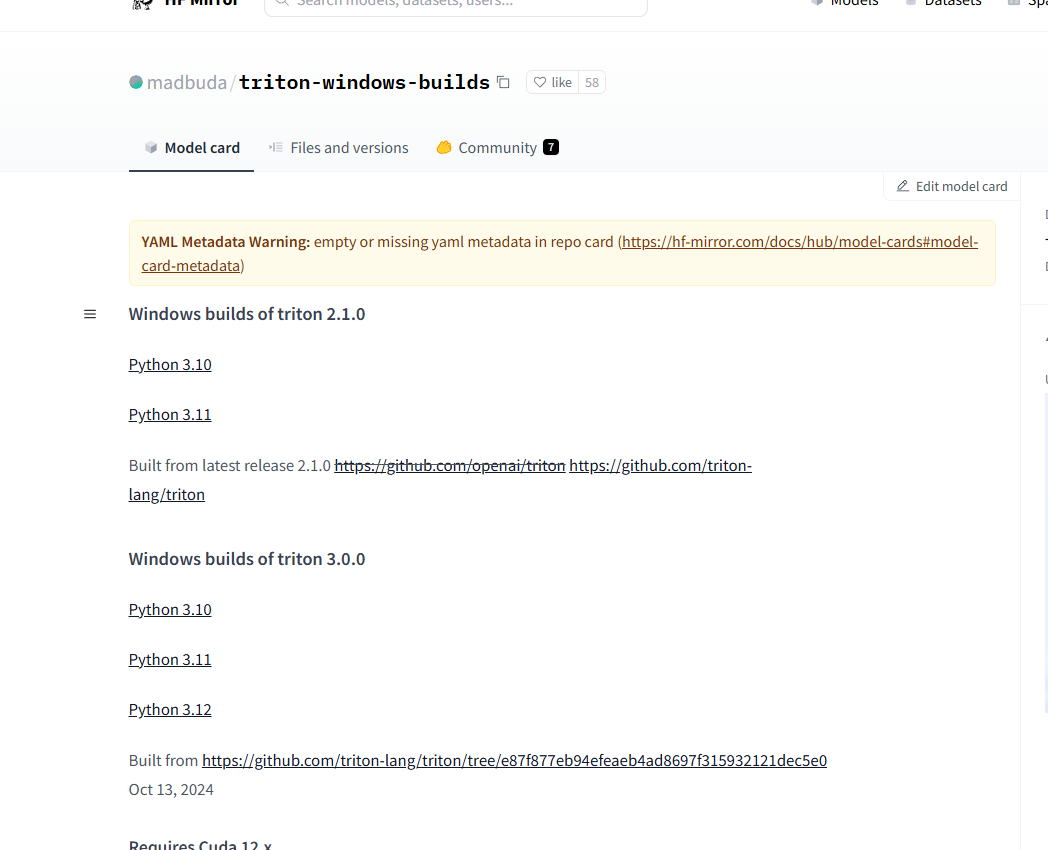 HF Mirror
Search models, datasets, users...
Models
Datasets
madbuda/triton-windows-builds
like 58
Model card
Files and versions
Community 7
Edit model card
YAML Metadata Warning: empty or missing yaml metadata in repo card (https://hf-mirror.com/docs/hub/model-cards#model-
card-metadata)
Windows builds of triton 2.1.0
Python 3.10
Python 3.11
Built from latest release 2.1.0 https://github.com/openai/triton https://github.com/triton-
lang/triton
Windows builds of triton 3.0.0
Python 3.10
Python 3.11
Python 3.12
Built from https://github.com/triton-lang/triton/tree/e87f877eb94efeaeb4ad8697f315932121dec5e0
Oct 13, 2024
Requires Cuda 12.x